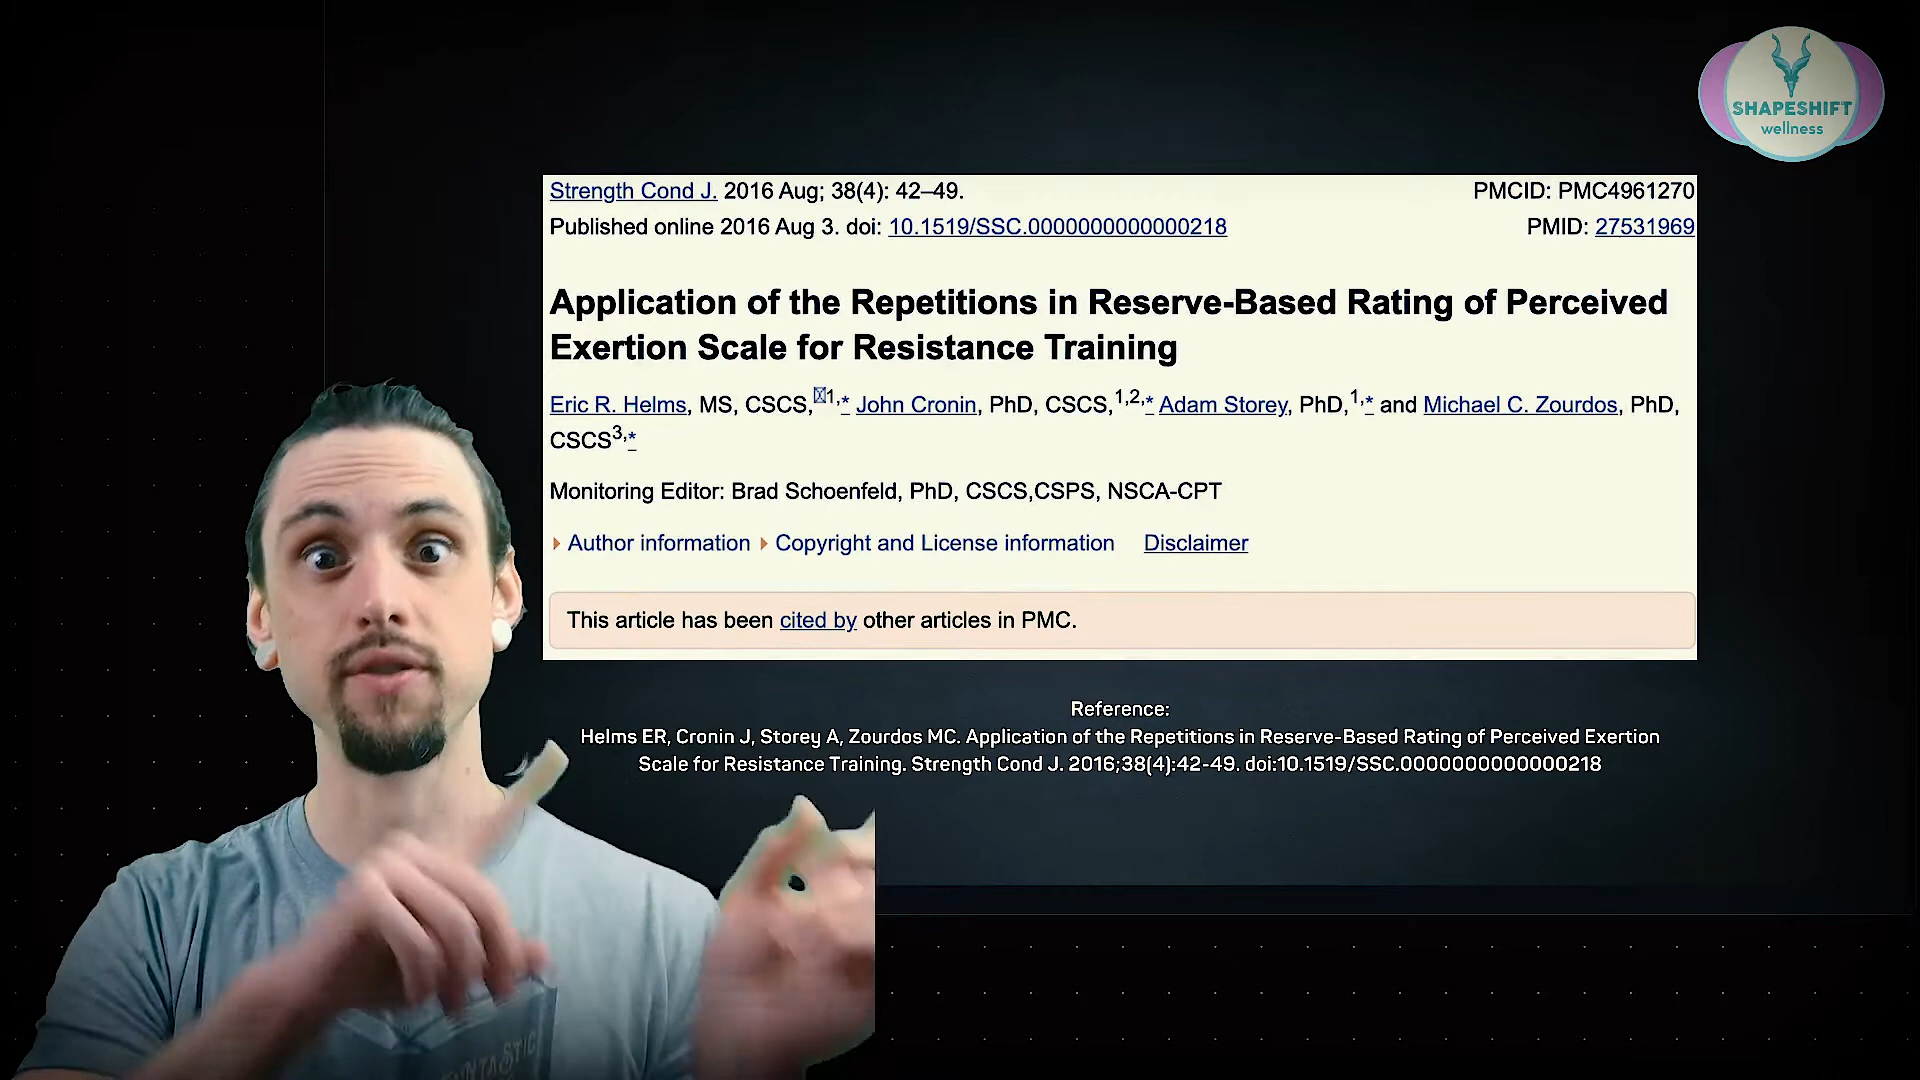 SHAPESHIFT
wellness
Strength Cond J. 2016 Aug; 38(4): 42–49.
PMCID: PMC4961270
Published online 2016 Aug 3. doi: 10.1519/SSC.0000000000000218
PMID: 27531969
Application of the Repetitions in Reserve-Based Rating of Perceived
Exertion Scale for Resistance Training
Eric R. Helms, MS, CSCS,1,* John Cronin, PhD, CSCS,1,2,* Adam Storey, PhD,1,* and Michael C. Zourdos, PhD,
CSCS3,*
Monitoring Editor: Brad Schoenfeld, PhD, CSCS,CSPS, NSCA-CPT
Author information Copyright and License information Disclaimer
This article has been cited by other articles in PMC.
Reference:
Helms ER, Cronin J, Storey A, Zourdos MC. Application of the Repetitions in Reserve-Based Rating of Perceived Exertion
Scale for Resistance Training. Strength Cond J. 2016;38(4):42-49. doi:10.1519/SSC.0000000000000218